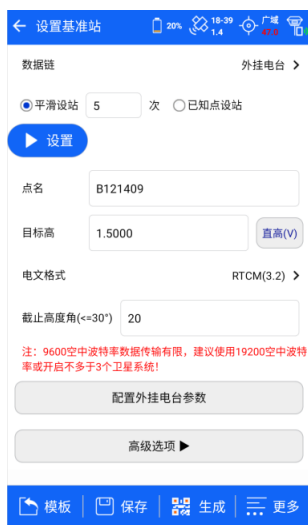 设置基准站 20% 18-39 1.4 广域 47.0
数据链 外挂电台
平滑设站 5 次 已知点设站
设置
点名 B121409
目标高 1.5000 直高(V)
电文格式 RTCM(3.2)
截止高度角(<=30°) 20
注：9600空中波特率数据传输有限，建议使用19200空中波特
率或开启不多于3个卫星系统！
配置外挂电台参数
高级选项▶
模板 保存 生成 更多